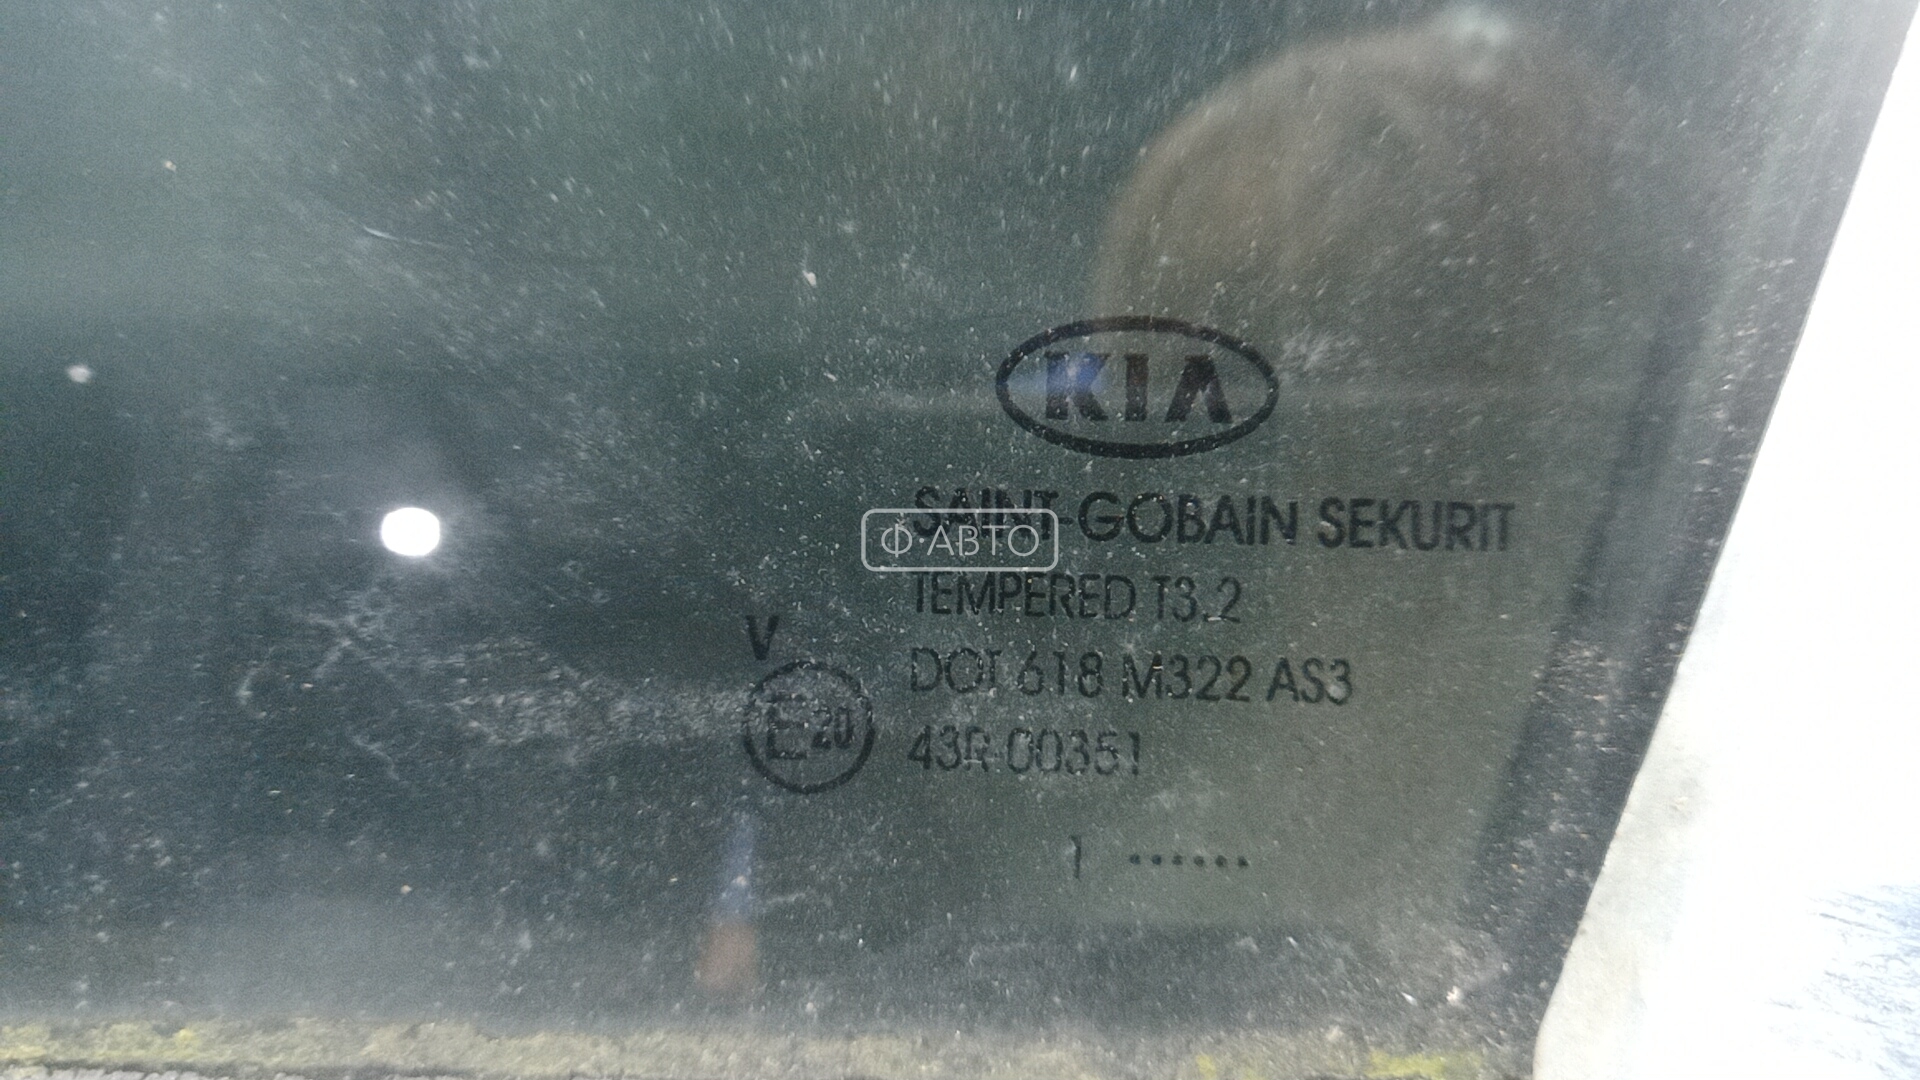 KIA
SAINT-GOBAIN SEKURIT
Ф АВТО
TEMPERED T3.2
V
DOT 618 M322 AS3
E20
43R-00351
1 ......